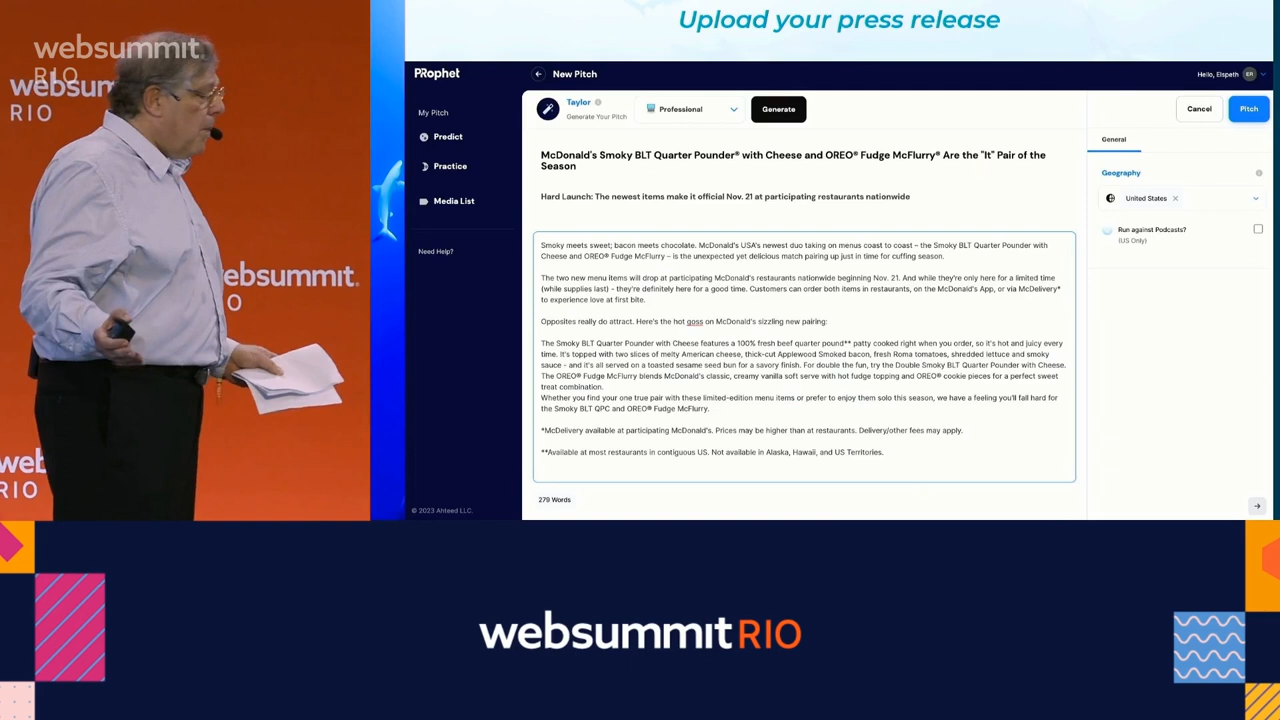 websummit
RIO
websum
RIO
websummit.
RIO
we
RIO
Upload your press release
PRophet
New Pitch
Hello, Elspeth
ER
My Pitch
Predict
Practice
Media List
Need Help?
© 2023 Ahteed LLC.
Taylor
Generate Your Pitch
Professional
Generate
Cancel
Pitch
McDonald's Smoky BLT Quarter Pounder® with Cheese and OREO® Fudge McFlurry® Are the "It" Pair of the
Season
Hard Launch: The newest items make it official Nov. 21 at participating restaurants nationwide
Smoky meets sweet; bacon meets chocolate. McDonald's USA's newest duo taking on menus coast to coast – the Smoky BLT Quarter Pounder with
Cheese and OREO® Fudge McFlurry – is the unexpected yet delicious match pairing up just in time for cuffing season.
The two new menu items will drop at participating McDonald's restaurants nationwide beginning Nov. 21. And while they're only here for a limited time
(while supplies last) - they're definitely here for a good time. Customers can order both items in restaurants, on the McDonald's App, or via McDelivery*
to experience love at first bite.
Opposites really do attract. Here's the hot goss on McDonald's sizzling new pairing:
The Smoky BLT Quarter Pounder with Cheese features a 100% fresh beef quarter pound** patty cooked right when you order, so it's hot and juicy every
time. It's topped with two slices of melty American cheese, thick-cut Applewood Smoked bacon, fresh Roma tomatoes, shredded lettuce and smoky
sauce - and it's all served on a toasted sesame seed bun for a savory finish. For double the fun, try the Double Smoky BLT Quarter Pounder with Cheese.
The OREO® Fudge McFlurry blends McDonald's classic, creamy vanilla soft serve with hot fudge topping and OREO® cookie pieces for a perfect sweet
treat combination.
Whether you find your one true pair with these limited-edition menu items or prefer to enjoy them solo this season, we have a feeling you'll fall hard for
the Smoky BLT QPC and OREO® Fudge McFlurry.
*McDelivery available at participating McDonald's. Prices may be higher than at restaurants. Delivery/other fees may apply.
**Available at most restaurants in contiguous US. Not available in Alaska, Hawaii, and US Territories.
279 Words
General
Geography
United States
Run against Podcasts?
(US Only)
websummit RIO